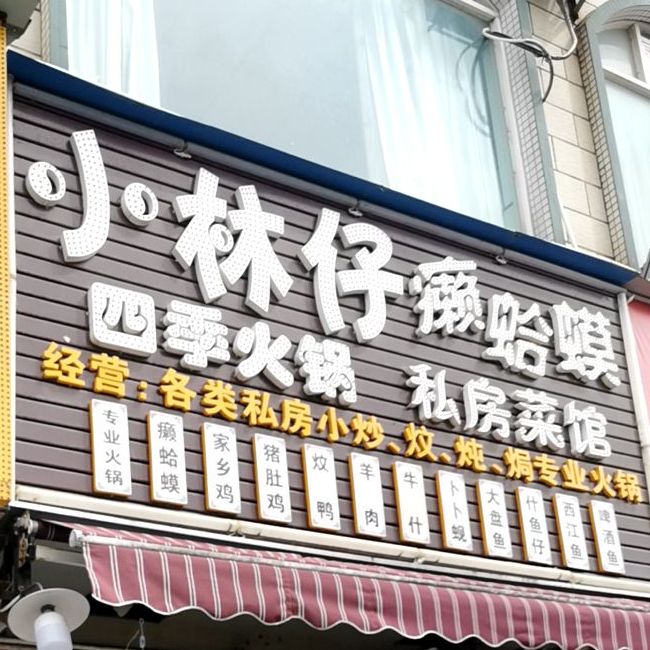 小林仔癞蛤蟆
四季火锅 私房菜馆
经营：各类私房小炒、炆、炖、焗专业火锅
专业火锅
癞蛤蟆
家乡鸡
猪肚鸡
炆鸭
羊肉
牛什
卜卜蚬
大盘鱼
什鱼仔
西江鱼
啤酒鱼